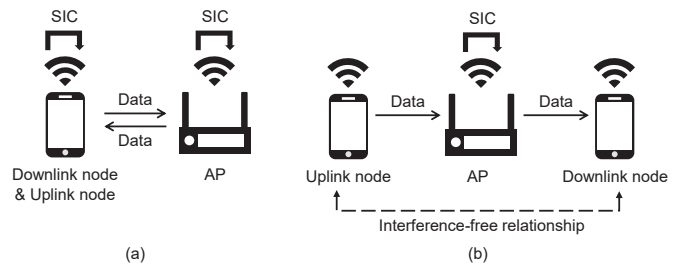 SIC
SIC
Data
Data
Downlink node
& Uplink node
AP
(a)
SIC
Data
Data
Uplink node
AP
Downlink node
Interference-free relationship
(b)